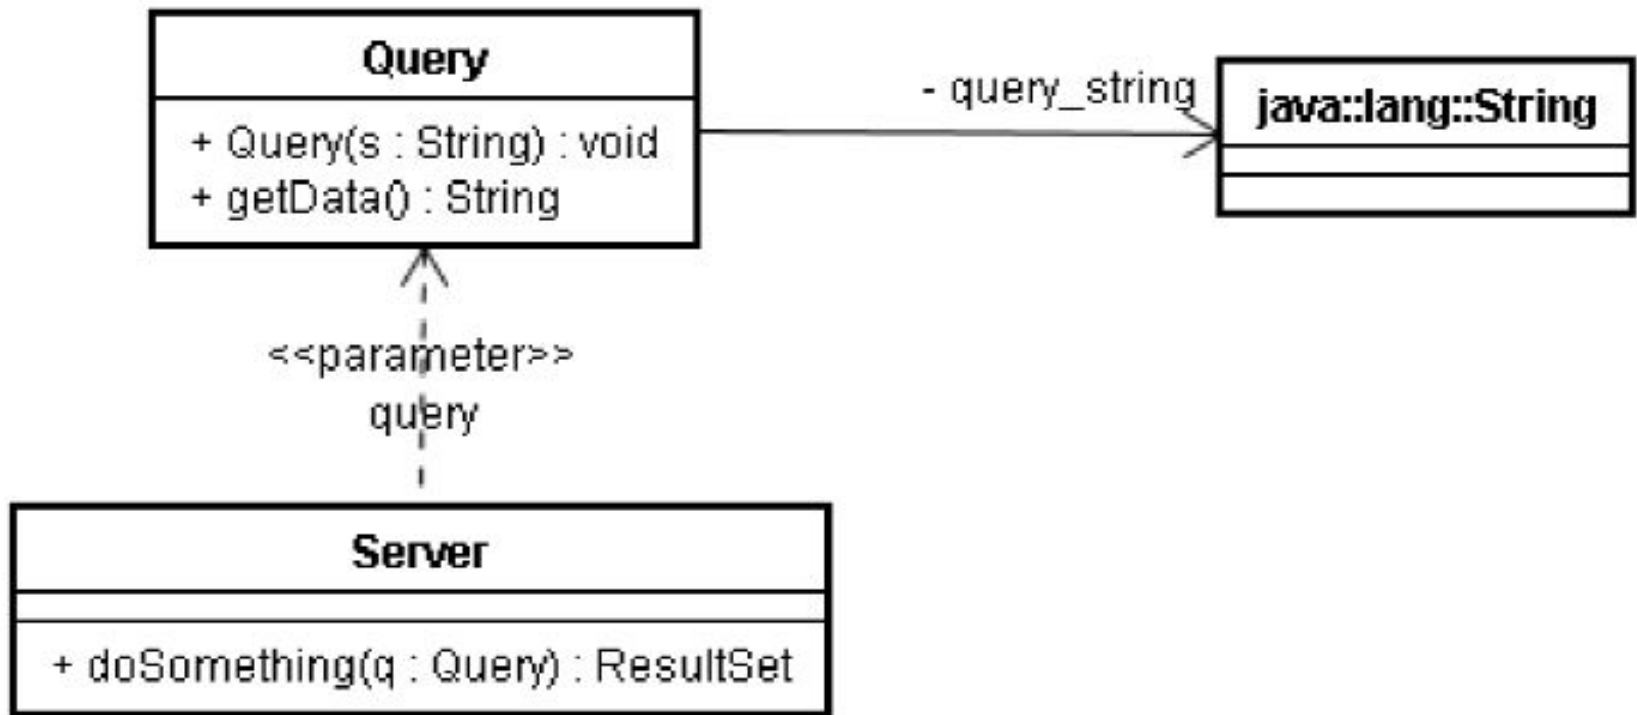 Query
+ Query(s : String) : void
+ getData() : String
- query_string
java::lang::String
<<parameter>>
query
Server
+ doSomething(q : Query) : ResultSet